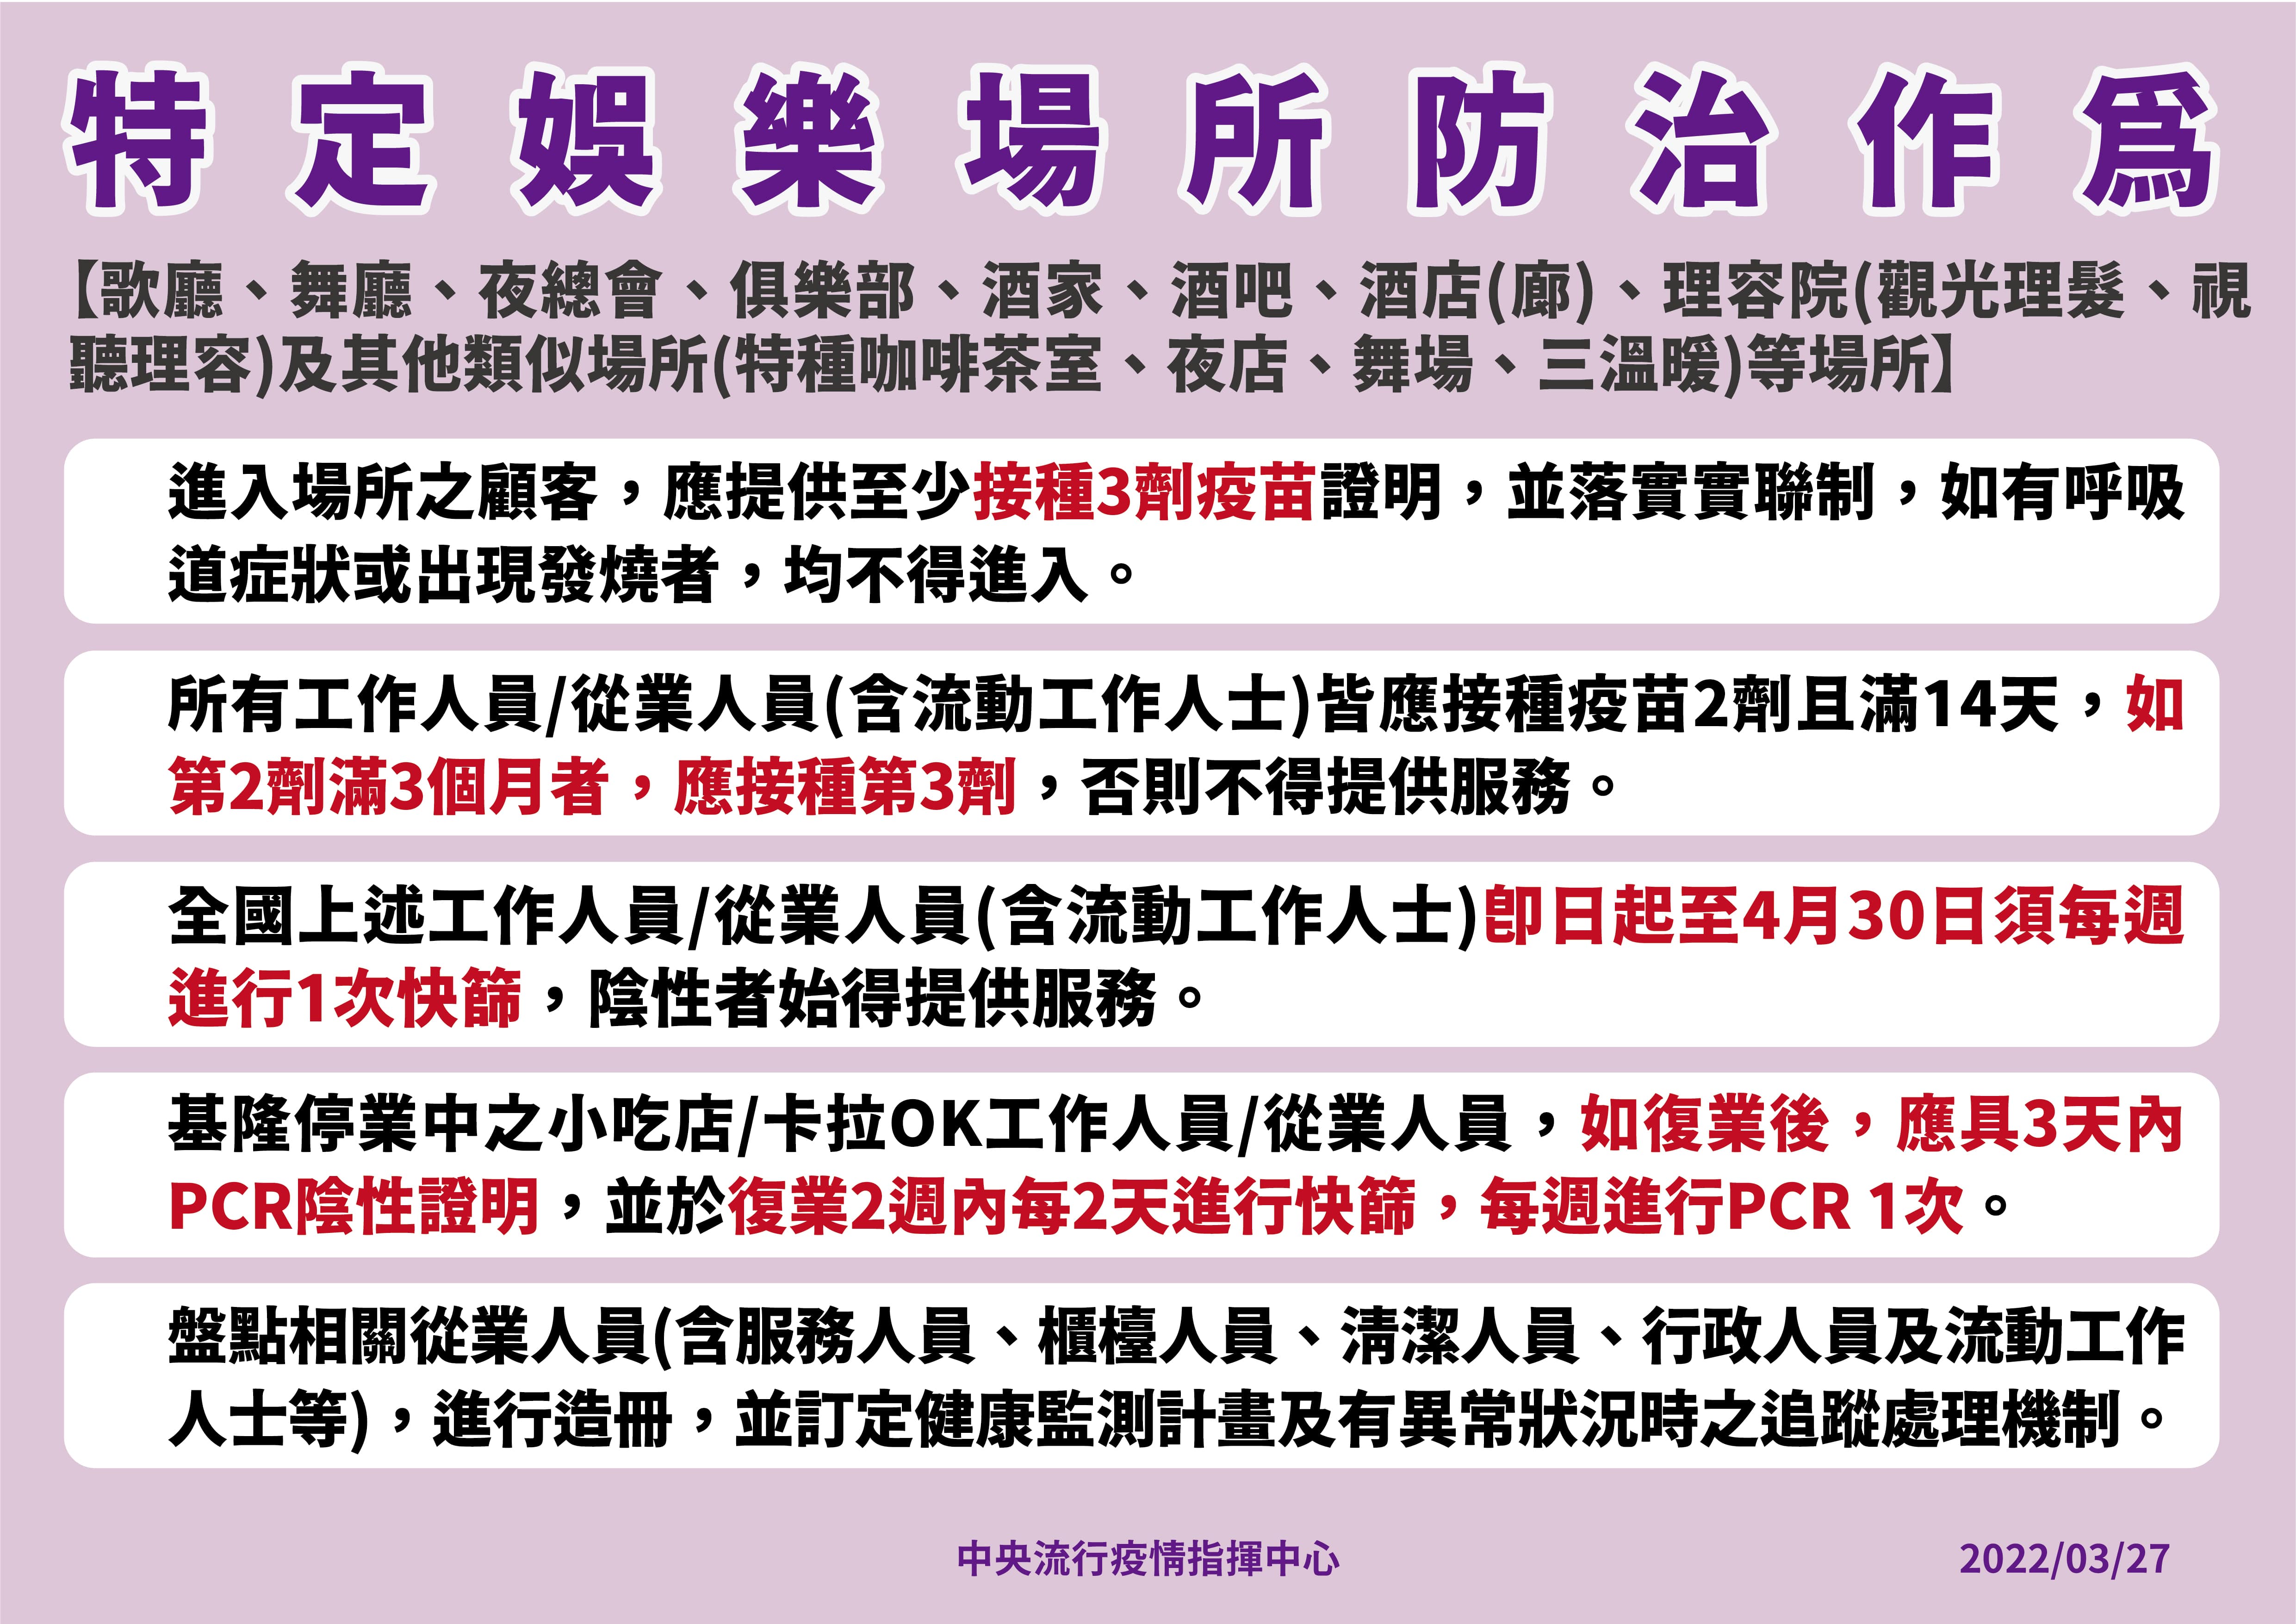 特定娛樂場所防治作為
【歌廳、舞廳、夜總會、俱樂部、酒家、酒吧、酒店(廊)、理容院(觀光理髮、視
聽理容)及其他類似場所(特種咖啡茶室、夜店、舞場、三溫暖)等場所】
進入場所之顧客，應提供至少接種3劑疫苗證明，並落實實聯制，如有呼吸
道症狀或出現發燒者，均不得進入。
所有工作人員/從業人員(含流動工作人士)皆應接種疫苗2劑且滿14天，如
第2劑滿3個月者，應接種第3劑，否則不得提供服務。
全國上述工作人員/從業人員(含流動工作人士)即日起至4月30日須每週
進行1次快篩，陰性者始得提供服務。
基隆停業中之小吃店/卡拉OK工作人員/從業人員，如復業後，應具3天內
PCR陰性證明，並於復業2週內每2天進行快篩，每週進行PCR 1次。
盤點相關從業人員(含服務人員、櫃檯人員、清潔人員、行政人員及流動工作
人士等)，進行造冊，並訂定健康監測計畫及有異常狀況時之追蹤處理機制。
中央流行疫情指揮中心
2022/03/27